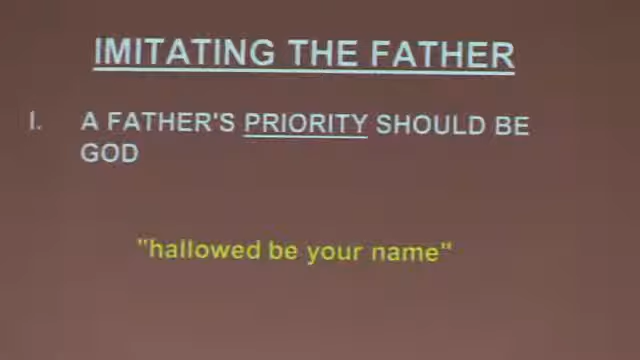 IMITATING THE FATHER
I. A FATHER'S PRIORITY SHOULD BE
GOD
"hallowed be your name"